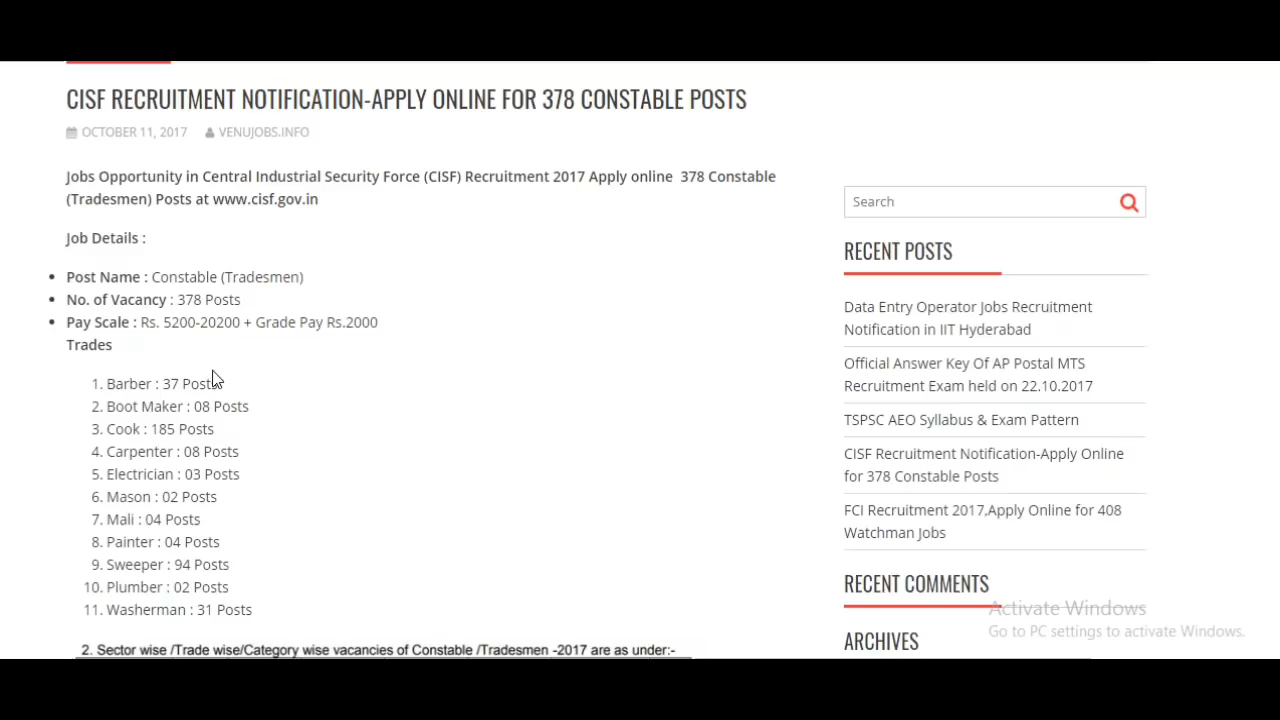 CISF RECRUITMENT NOTIFICATION-APPLY ONLINE FOR 378 CONSTABLE POSTS
OCTOBER 11, 2017 VENUJOBS.INFO
Jobs Opportunity in Central Industrial Security Force (CISF) Recruitment 2017 Apply online 378 Constable
(Tradesmen) Posts at www.cisf.gov.in
Job Details :
Post Name : Constable (Tradesmen)
No. of Vacancy : 378 Posts
Pay Scale : Rs. 5200-20200 + Grade Pay Rs.2000
Trades
1. Barber : 37 Posts
2. Boot Maker : 08 Posts
3. Cook : 185 Posts
4. Carpenter : 08 Posts
5. Electrician : 03 Posts
6. Mason : 02 Posts
7. Mali : 04 Posts
8. Painter : 04 Posts
9. Sweeper : 94 Posts
10. Plumber : 02 Posts
11. Washerman : 31 Posts
2. Sector wise /Trade wise/Category wise vacancies of Constable /Tradesmen -2017 are as under:-
Search
RECENT POSTS
Data Entry Operator Jobs Recruitment
Notification in IIT Hyderabad
Official Answer Key Of AP Postal MTS
Recruitment Exam held on 22.10.2017
TSPSC AEO Syllabus & Exam Pattern
CISF Recruitment Notification-Apply Online
for 378 Constable Posts
FCI Recruitment 2017,Apply Online for 408
Watchman Jobs
RECENT COMMENTS
Activate Windows
Go to PC settings to activate Windows.
ARCHIVES